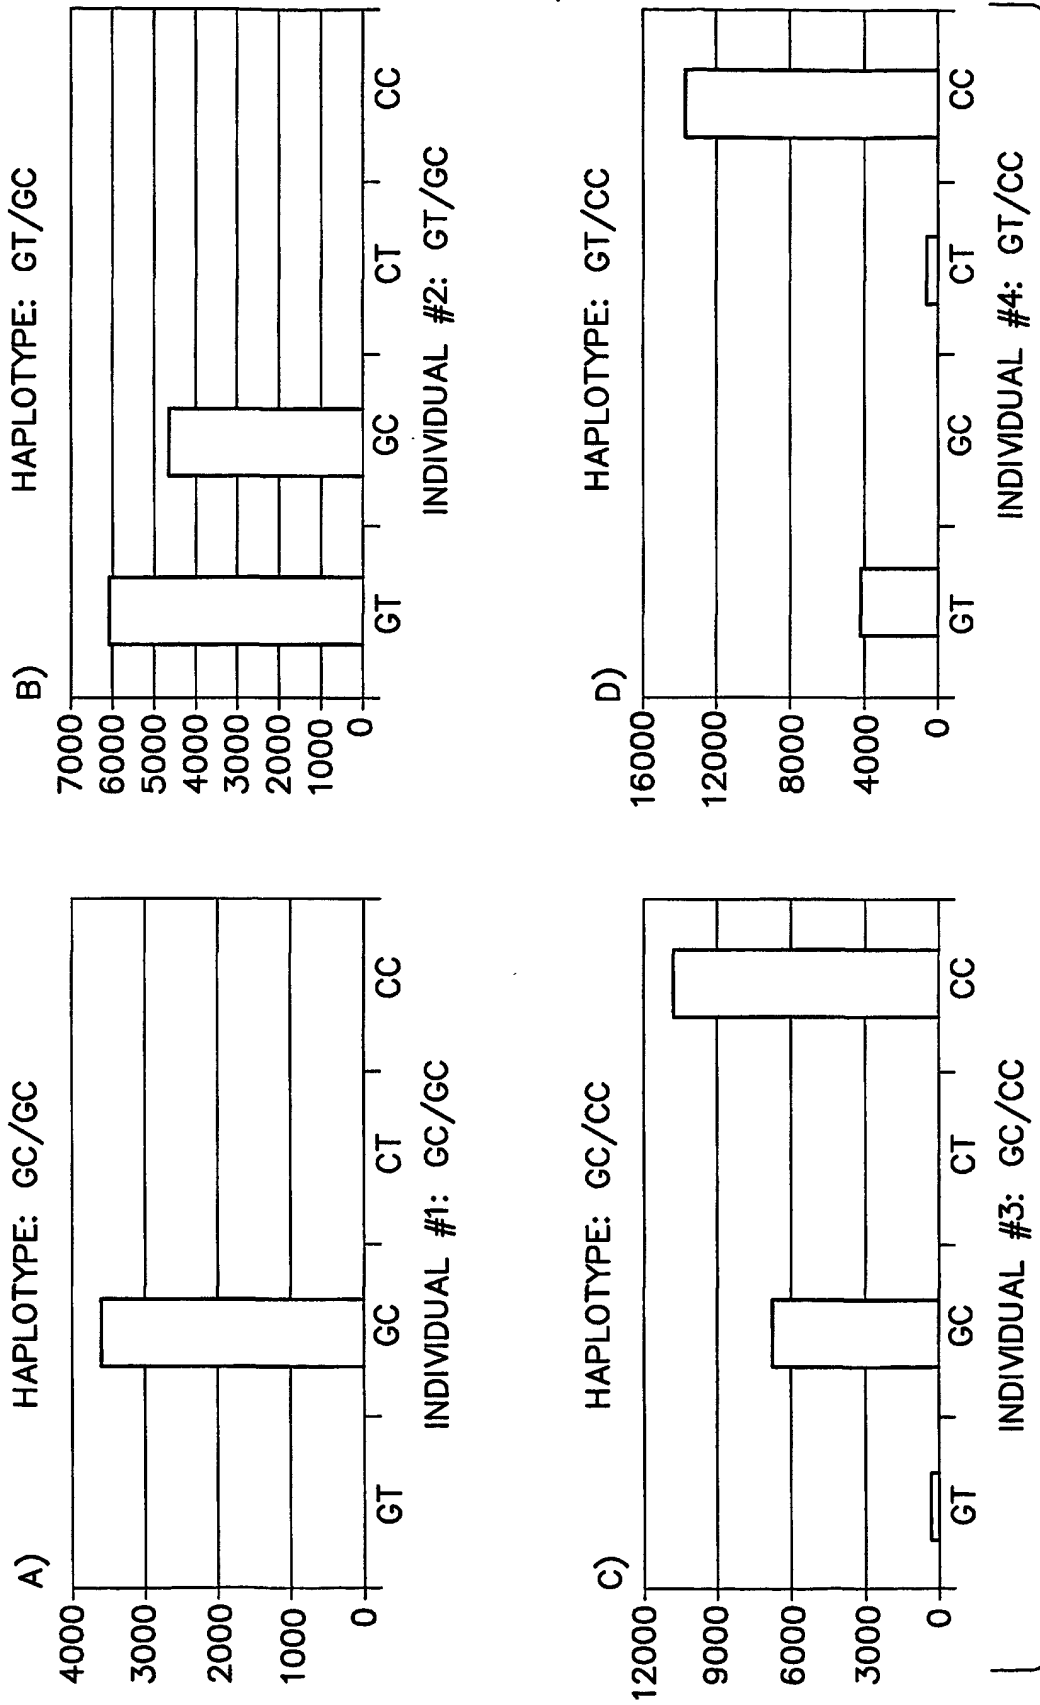 A)
HAPLOTYPE: GC/GC
4000
3000
2000
1000
0
GT GC CT CC
INDIVIDUAL #1: GC/GC
B)
HAPLOTYPE: GT/GC
7000
6000
5000
4000
3000
2000
1000
0
GT GC CT CC
INDIVIDUAL #2: GT/GC
C)
HAPLOTYPE: GC/CC
12000
9000
6000
3000
0
GT GC CT CC
INDIVIDUAL #3: GC/CC
D)
HAPLOTYPE: GT/CC
16000
12000
8000
4000
0
GT GC CT CC
INDIVIDUAL #4: GT/CC